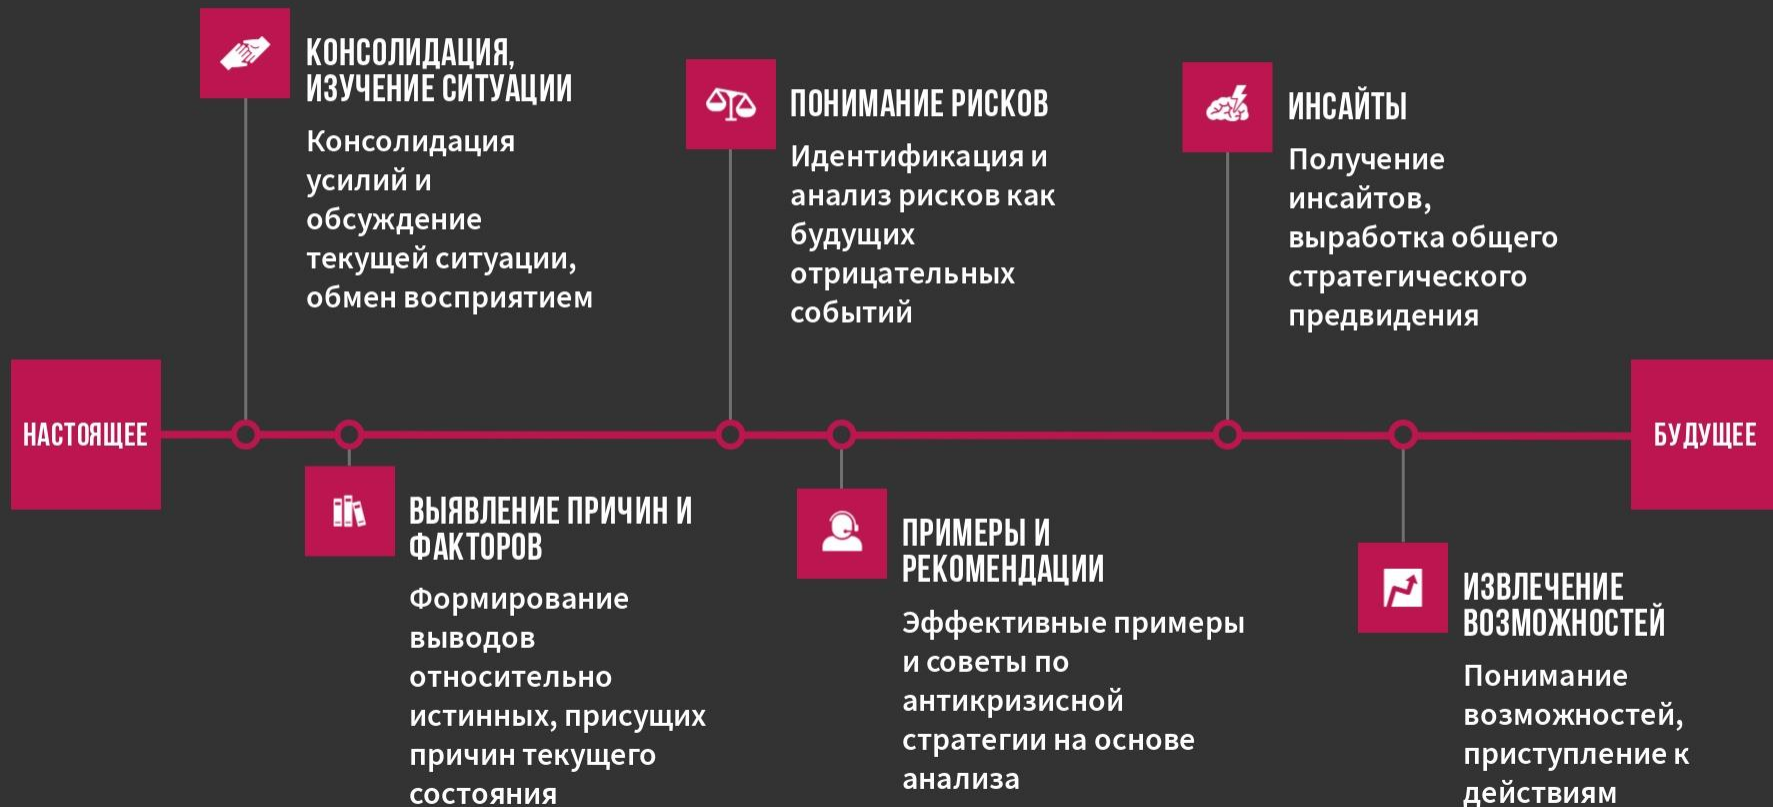 КОНСОЛИДАЦИЯ,
ИЗУЧЕНИЕ СИТУАЦИИ
Консолидация
усилий и
обсуждение
текущей ситуации,
обмен восприятием
ПОНИМАНИЕ РИСКОВ
Идентификация и
анализ рисков как
будущих
отрицательных
событий
ИНСАЙТЫ
Получение
инсайтов,
выработка общего
стратегического
предвидения
НАСТОЯЩЕЕ
БУДУЩЕЕ
ВЫЯВЛЕНИЕ ПРИЧИН И
ФАКТОРОВ
Формирование
выводов
относительно
истинных, присущих
причин текущего
состояния
ПРИМЕРЫ И
РЕКОМЕНДАЦИИ
Эффективные примеры
и советы по
антикризисной
стратегии на основе
анализа
ИЗВЛЕЧЕНИЕ
ВОЗМОЖНОСТЕЙ
Понимание
возможностей,
приступление к
действиям